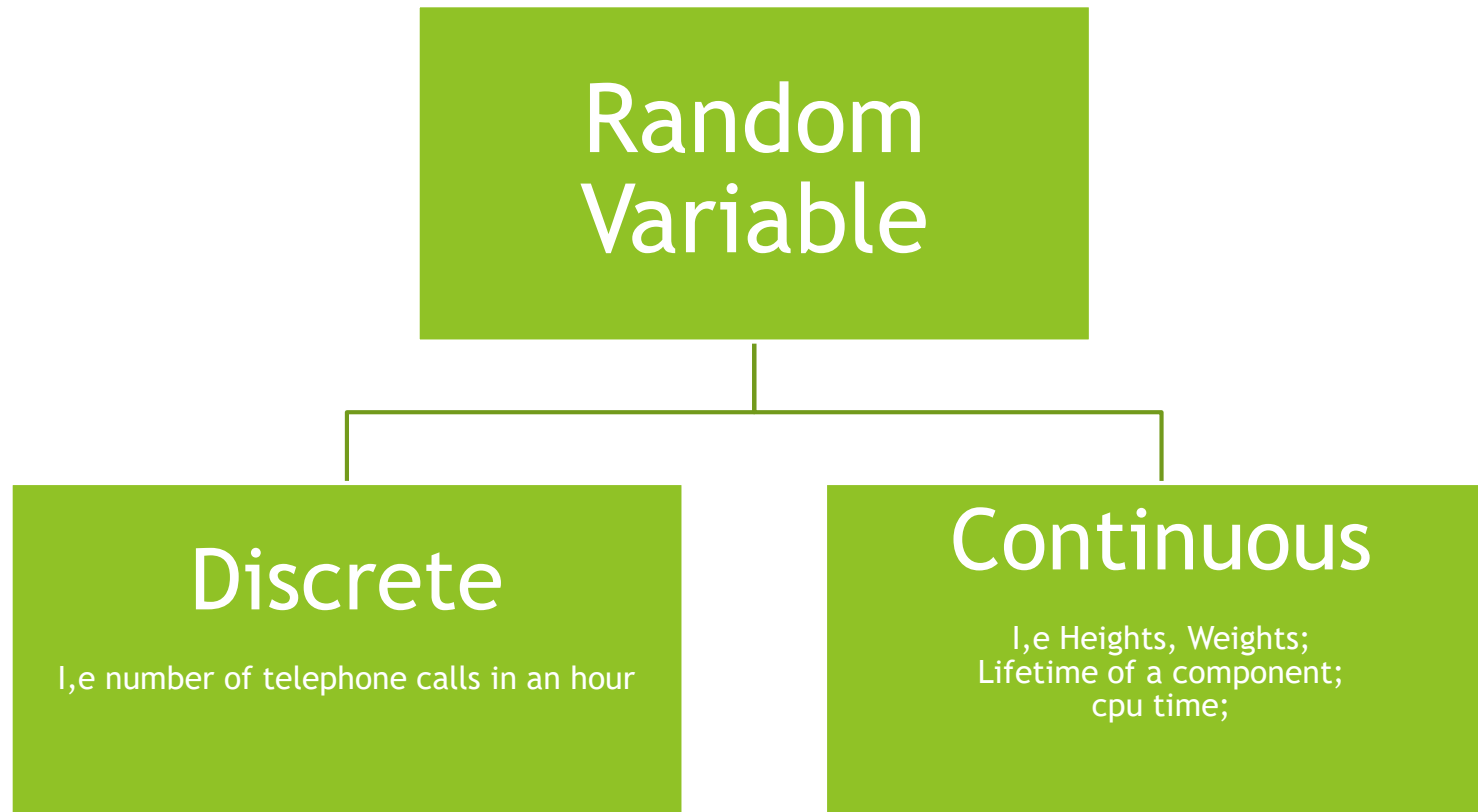 Random
Variable
Discrete
I,e number of telephone calls in an hour
Continuous
I,e Heights, Weights;
Lifetime of a component;
cpu time;